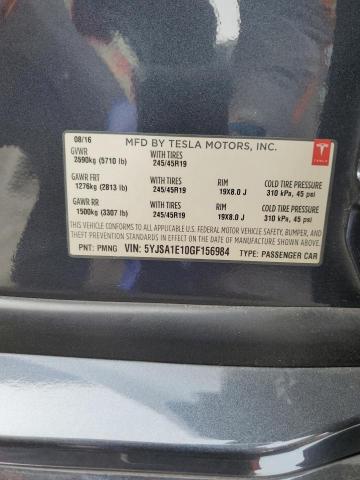 08/16 MFD BY TESLA MOTORS, INC.
GVWR WITH TIRES
2590kg (5710 lb) 245/45R19
TESLA
GAWR FRT WITH TIRES RIM COLD TIRE PRESSURE
1276kg (2813 lb) 245/45R19 19X8.0 J 310 kPa, 45 psi
GAWR RR WITH TIRES RIM COLD TIRE PRESSURE
1500kg (3307 lb) 245/45R19 19X8.0 J 310 kPa, 45 psi
THIS VEHICLE CONFORMS TO ALL APPLICABLE U.S. FEDERAL MOTOR VEHICLE SAFETY, BUMPER, AND
THEFT PREVENTION STANDARDS IN EFFECT ON THE DATE OF MANUFACTURE SHOWN ABOVE.
PNT: PMNG VIN: 5YJSA1E10GF156984 TYPE: PASSENGER CAR